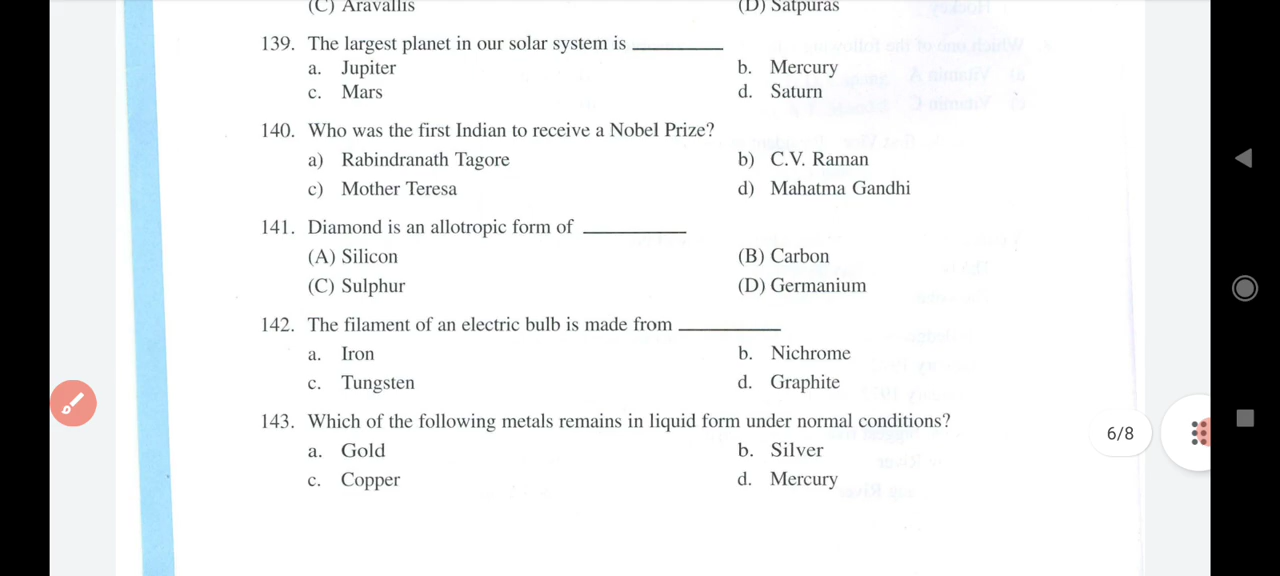 (C) Aravallis (D) Satpuras
139. The largest planet in our solar system is __________
a. Jupiter b. Mercury
c. Mars d. Saturn
140. Who was the first Indian to receive a Nobel Prize?
a) Rabindranath Tagore b) C.V. Raman
c) Mother Teresa d) Mahatma Gandhi
141. Diamond is an allotropic form of __________
(A) Silicon (B) Carbon
(C) Sulphur (D) Germanium
142. The filament of an electric bulb is made from __________
a. Iron b. Nichrome
c. Tungsten d. Graphite
143. Which of the following metals remains in liquid form under normal conditions?
a. Gold b. Silver
c. Copper d. Mercury
6/8